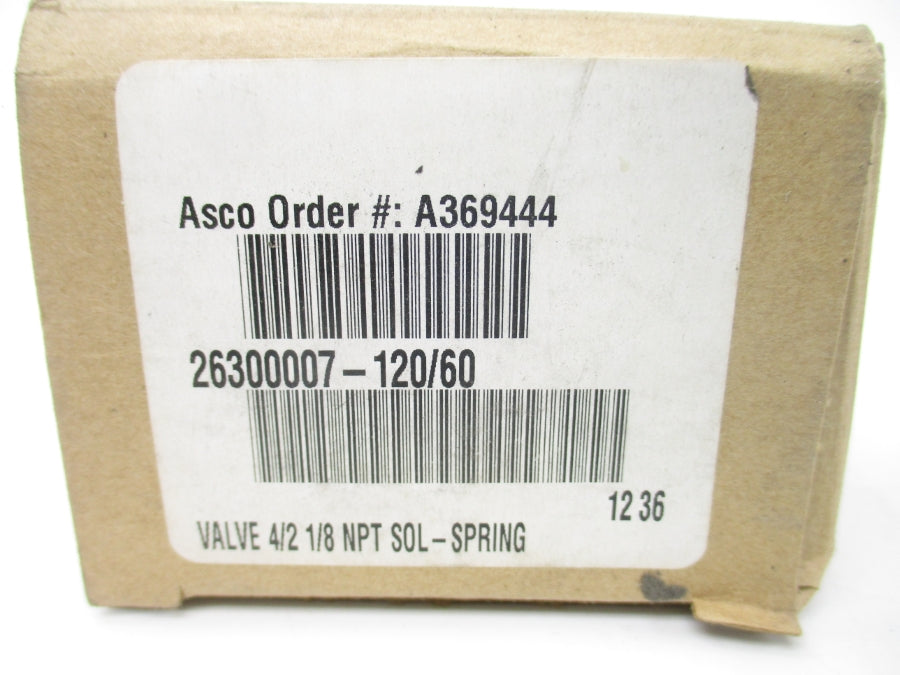 Asco Order #: A369444
26300007-120/60
12 36
VALVE 4/2 1/8 NPT SOL-SPRING